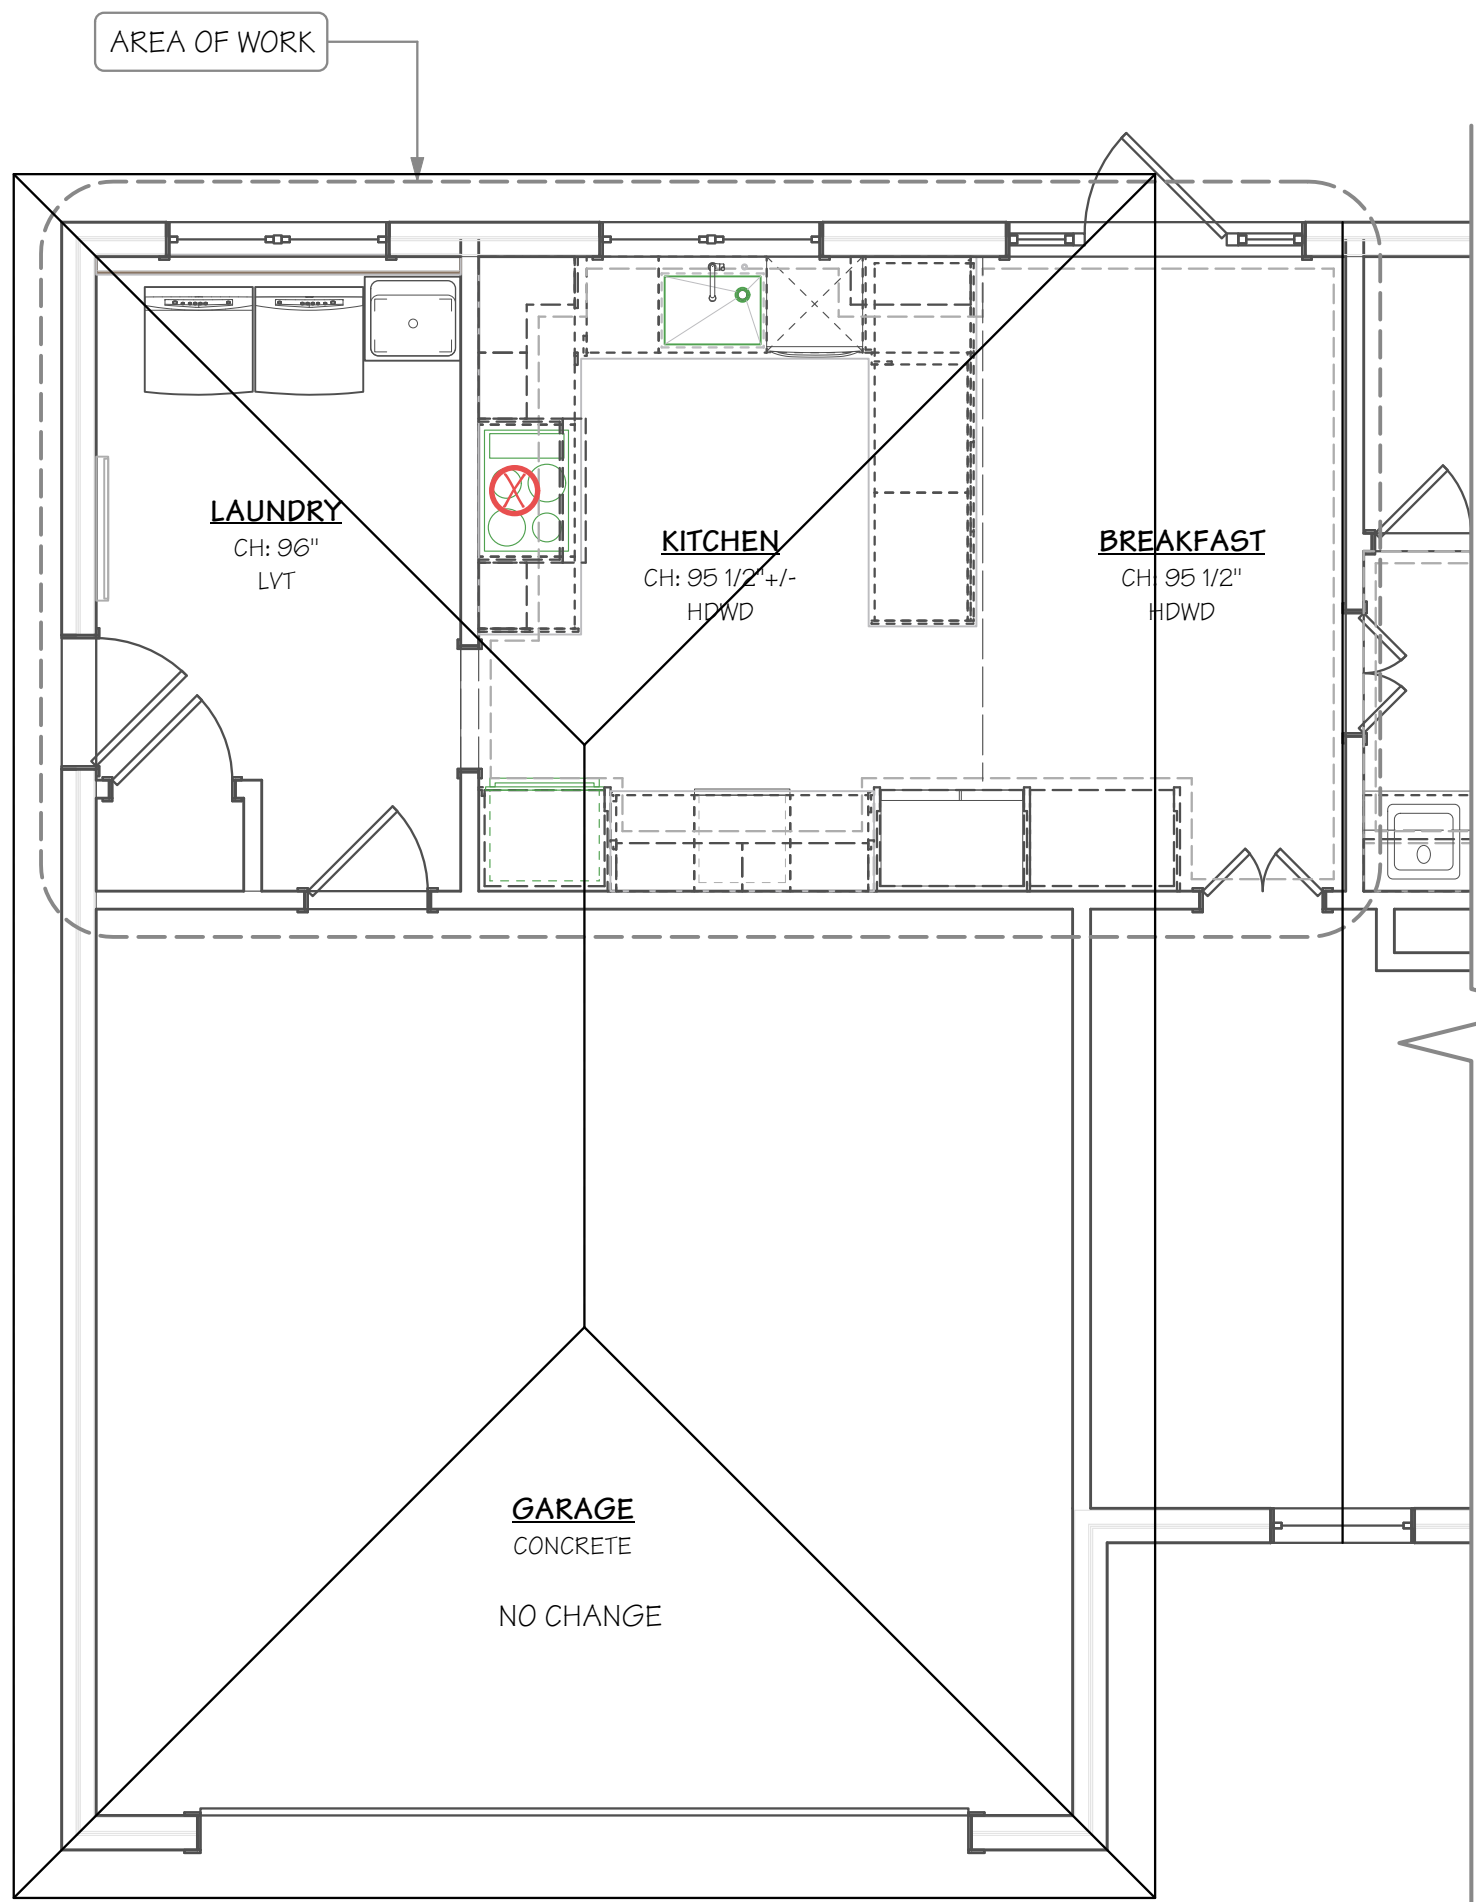 AREA OF WORK
LAUNDRY
CH: 96"
LVT
KITCHEN
CH: 95 1/2"+/-
HDWD
BREAKFAST
CH: 95 1/2"
HDWD
GARAGE
CONCRETE
NO CHANGE